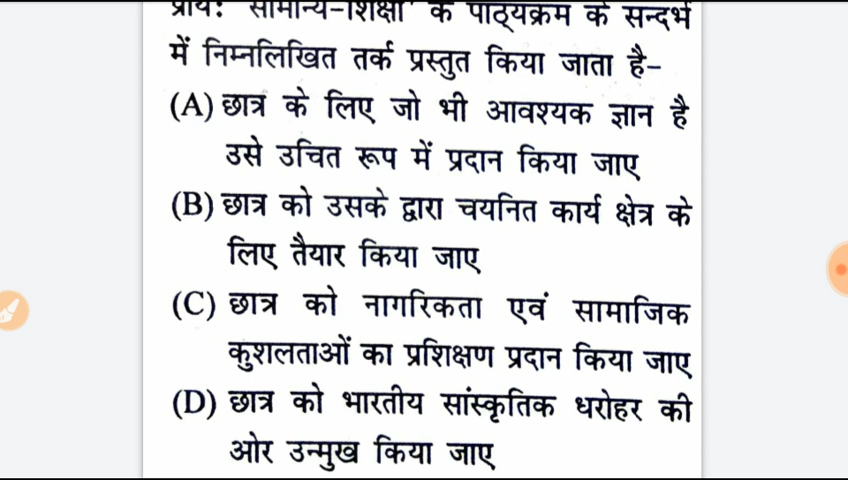 प्रायः सामान्य-शिक्षा के पाठ्यक्रम के सन्दर्भ
में निम्नलिखित तर्क प्रस्तुत किया जाता है-
(A) छात्र के लिए जो भी आवश्यक ज्ञान है
उसे उचित रूप में प्रदान किया जाए
(B) छात्र को उसके द्वारा चयनित कार्य क्षेत्र के
लिए तैयार किया जाए
(C) छात्र को नागरिकता एवं सामाजिक
कुशलताओं का प्रशिक्षण प्रदान किया जाए
(D) छात्र को भारतीय सांस्कृतिक धरोहर की
ओर उन्मुख किया जाए